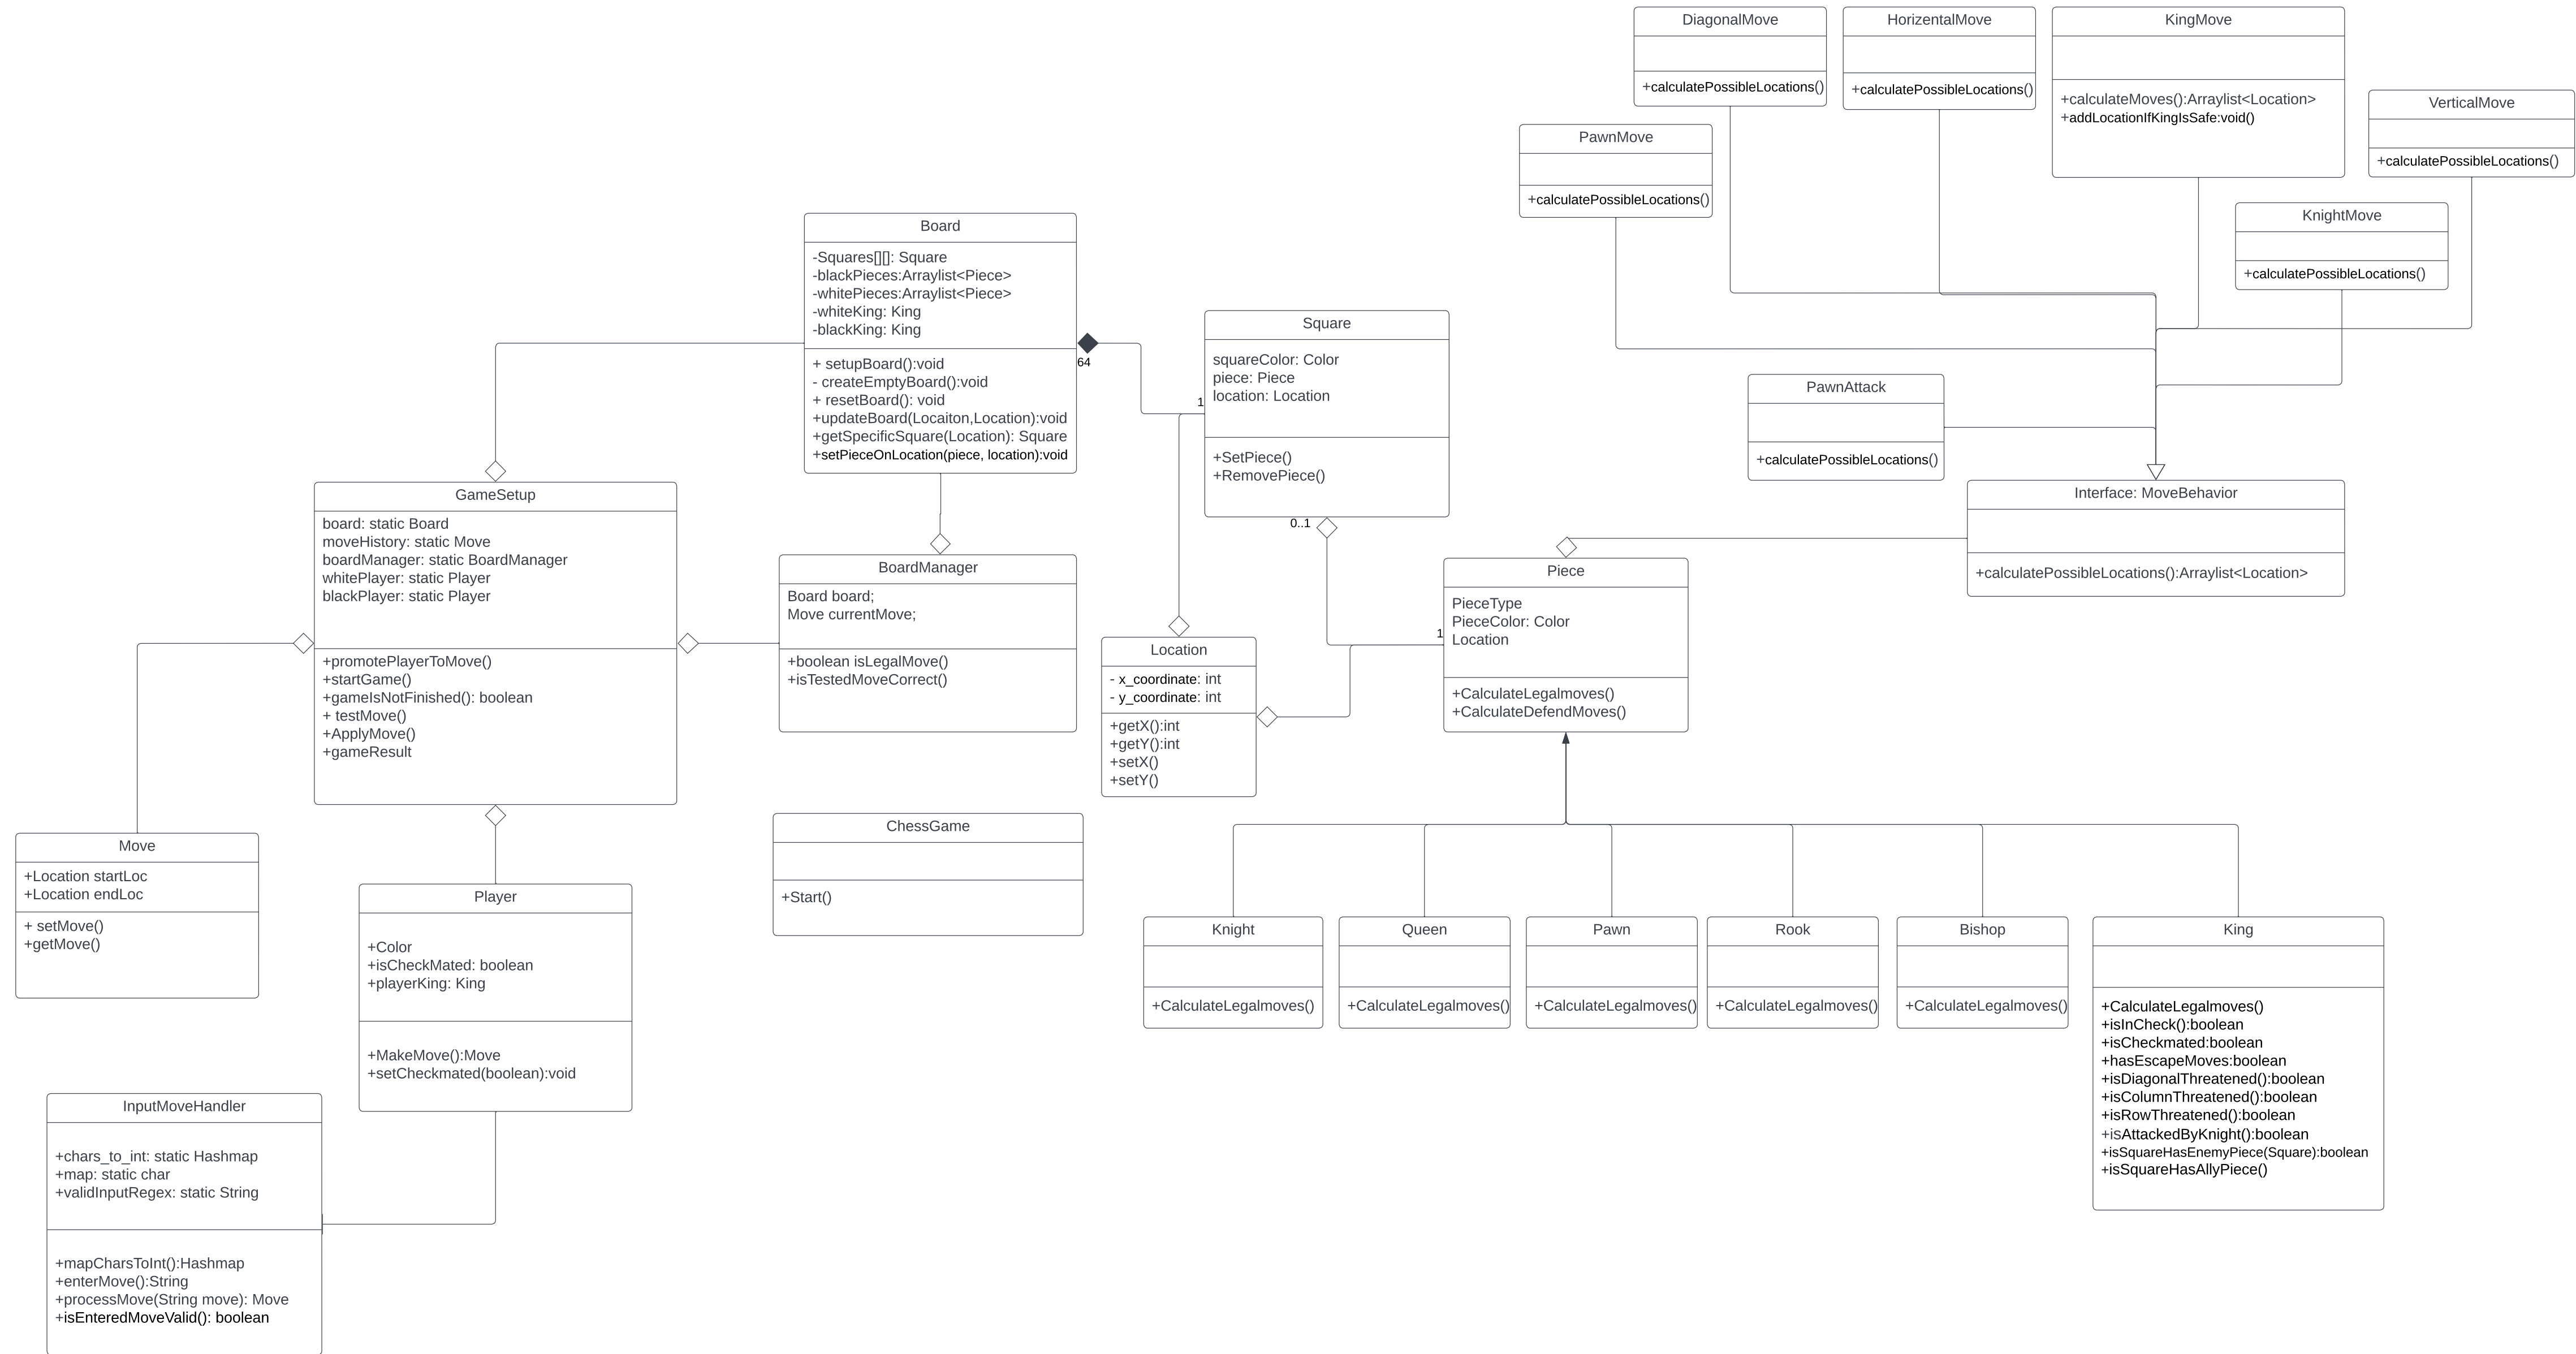 DiagonalMove
+calculatePossibleLocations()
HorizentalMove
+calculatePossibleLocations()
KingMove
+calculateMoves():Arraylist<Location>
+addLocationIfKingIsSafe:void()
VerticalMove
+calculatePossibleLocations()
PawnMove
+calculatePossibleLocations()
KnightMove
+calculatePossibleLocations()
Board
-Squares[][]: Square
-blackPieces:Arraylist<Piece>
-whitePieces:Arraylist<Piece>
-whiteKing: King
-blackKing: King
+ setupBoard():void
- createEmptyBoard():void
+ resetBoard(): void
+updateBoard(Locaiton,Location):void
+getSpecificSquare(Location): Square
+setPieceOnLocation(piece, location):void
64
1
Square
squareColor: Color
piece: Piece
location: Location
+SetPiece()
+RemovePiece()
0..1
PawnAttack
+calculatePossibleLocations()
Interface: MoveBehavior
+calculatePossibleLocations():Arraylist<Location>
GameSetup
board: static Board
moveHistory: static Move
boardManager: static BoardManager
whitePlayer: static Player
blackPlayer: static Player
+promotePlayerToMove()
+startGame()
+gameIsNotFinished(): boolean
+ testMove()
+ApplyMove()
+gameResult
BoardManager
Board board;
Move currentMove;
+boolean isLegalMove()
+isTestedMoveCorrect()
Location
- x_coordinate: int
- y_coordinate: int
+getX():int
+getY():int
+setX()
+setY()
1
Piece
PieceType
PieceColor: Color
Location
+CalculateLegalmoves()
+CalculateDefendMoves()
Move
+Location startLoc
+Location endLoc
+ setMove()
+getMove()
Player
+Color
+isCheckMated: boolean
+playerKing: King
+MakeMove():Move
+setCheckmated(boolean):void
ChessGame
+Start()
Knight
+CalculateLegalmoves()
Queen
+CalculateLegalmoves()
Pawn
+CalculateLegalmoves()
Rook
+CalculateLegalmoves()
Bishop
+CalculateLegalmoves()
King
+CalculateLegalmoves()
+isInCheck():boolean
+isCheckmated:boolean
+hasEscapeMoves:boolean
+isDiagonalThreatened():boolean
+isColumnThreatened():boolean
+isRowThreatened():boolean
+isAttackedByKnight():boolean
+isSquareHasEnemyPiece(Square):boolean
+isSquareHasAllyPiece()
InputMoveHandler
+chars_to_int: static Hashmap
+map: static char
+validInputRegex: static String
+mapCharsToInt():Hashmap
+enterMove():String
+processMove(String move): Move
+isEnteredMoveValid(): boolean